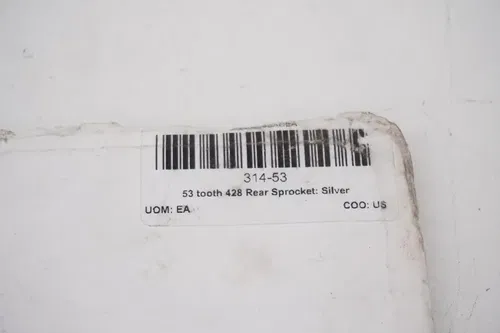 314-53
53 tooth 428 Rear Sprocket: Silver
UOM: EA
COO: US